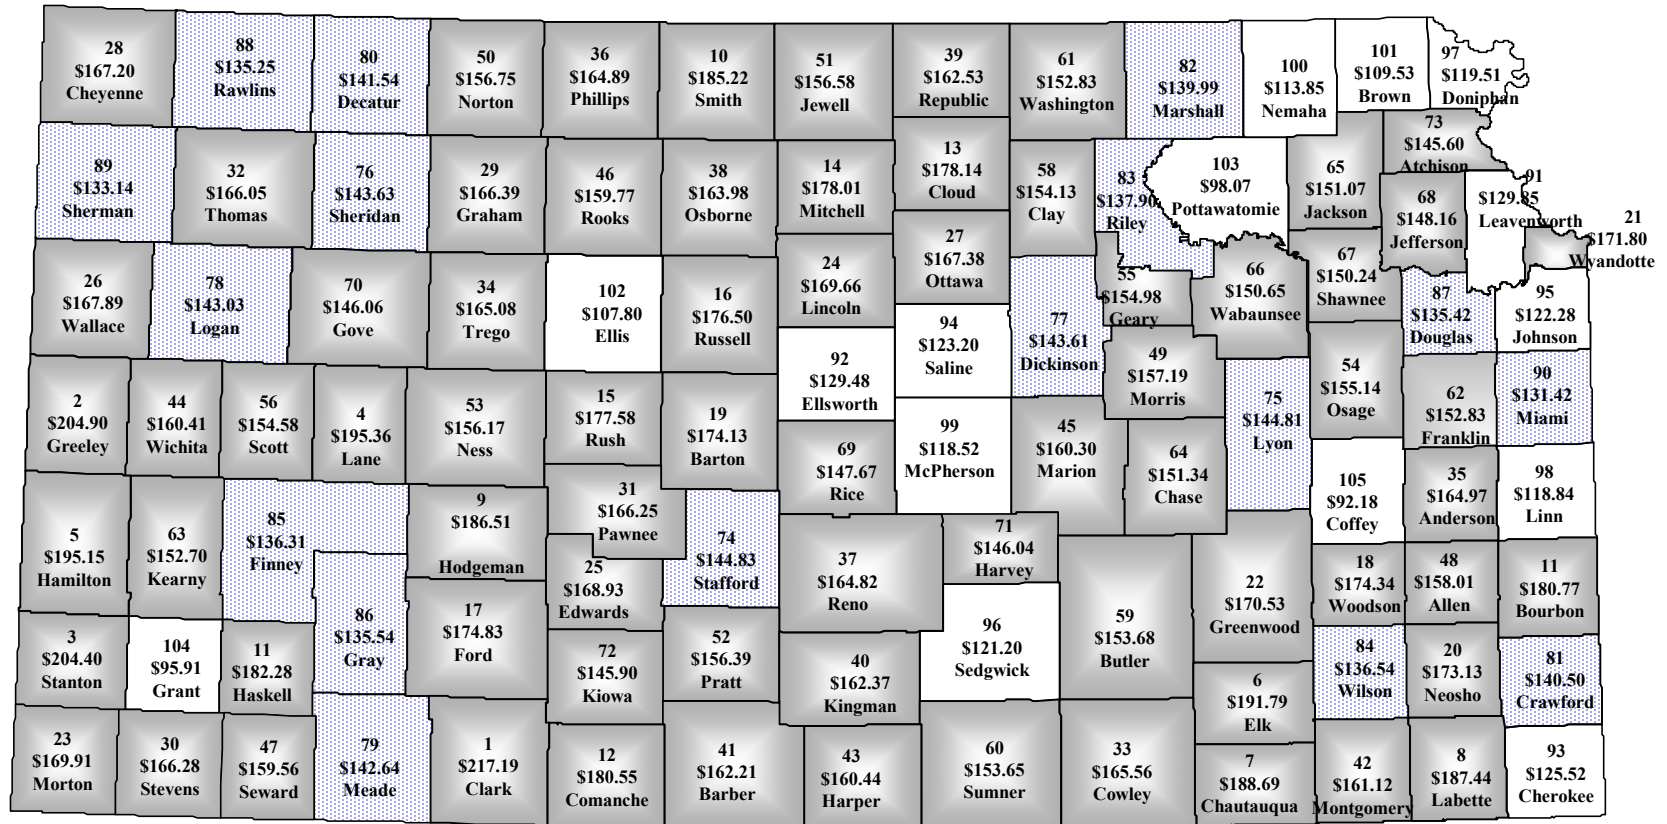 28
$167.20
Cheyenne
88
$135.25
Rawlins
80
$141.54
Decatur
50
$156.75
Norton
36
$164.89
Phillips
10
$185.22
Smith
51
$156.58
Jewell
39
$162.53
Republic
61
$152.83
Washington
82
$139.99
Marshall
100
$113.85
Nemaha
101
$109.53
Brown
97
$119.51
Doniphan
89
$133.14
Sherman
32
$166.05
Thomas
76
$143.63
Sheridan
29
$166.39
Graham
46
$159.77
Rooks
38
$163.98
Osborne
14
$178.01
Mitchell
13
$178.14
Cloud
58
$154.13
Clay
83
$137.90
Riley
103
$98.07
Pottawatomie
65
$151.07
Jackson
73
$145.60
Atchison
68
$148.16
Jefferson
91
$129.85
Leavenworth
21
$171.80
Wyandotte
26
$167.89
Wallace
78
$143.03
Logan
70
$146.06
Gove
34
$165.08
Trego
102
$107.80
Ellis
16
$176.50
Russell
24
$169.66
Lincoln
27
$167.38
Ottawa
94
$123.20
Saline
77
$143.61
Dickinson
55
$154.98
Geary
66
$150.65
Wabaunsee
67
$150.24
Shawnee
87
$135.42
Douglas
95
$122.28
Johnson
2
$204.90
Greeley
44
$160.41
Wichita
56
$154.58
Scott
4
$195.36
Lane
53
$156.17
Ness
15
$177.58
Rush
19
$174.13
Barton
92
$129.48
Ellsworth
69
$147.67
Rice
99
$118.52
McPherson
45
$160.30
Marion
49
$157.19
Morris
64
$151.34
Chase
75
$144.81
Lyon
54
$155.14
Osage
62
$152.83
Franklin
90
$131.42
Miami
5
$195.15
Hamilton
63
$152.70
Kearny
85
$136.31
Finney
9
$186.51
Hodgeman
31
$166.25
Pawnee
25
$168.93
Edwards
74
$144.83
Stafford
37
$164.82
Reno
71
$146.04
Harvey
96
$121.20
Sedgwick
59
$153.68
Butler
22
$170.53
Greenwood
105
$92.18
Coffey
35
$164.97
Anderson
98
$118.84
Linn
18
$174.34
Woodson
48
$158.01
Allen
11
$180.77
Bourbon
3
$204.40
Stanton
104
$95.91
Grant
11
$182.28
Haskell
86
$135.54
Gray
17
$174.83
Ford
72
$145.90
Kiowa
52
$156.39
Pratt
40
$162.37
Kingman
6
$191.79
Elk
84
$136.54
Wilson
20
$173.13
Neosho
81
$140.50
Crawford
23
$169.91
Morton
30
$166.28
Stevens
47
$159.56
Seward
79
$142.64
Meade
1
$217.19
Clark
12
$180.55
Comanche
41
$162.21
Barber
43
$160.44
Harper
60
$153.65
Sumner
33
$165.56
Cowley
7
$188.69
Chautauqua
42
$161.12
Montgomery
8
$187.44
Labette
93
$125.52
Cherokee